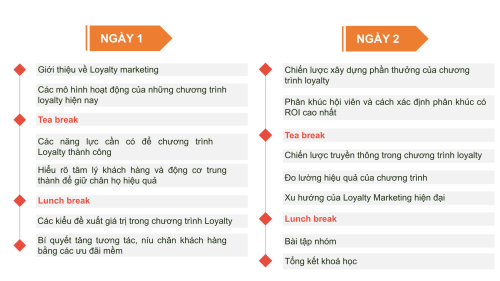 NGÀY 1
Giới thiệu về Loyalty marketing
Các mô hình hoạt động của những chương trình
loyalty hiện nay
Tea break
Các năng lực cần có để chương trình
Loyalty thành công
Hiểu rõ tâm lý khách hàng và động cơ trung
thành để giữ chân họ hiệu quả
Lunch break
Các kiểu đề xuất giá trị trong chương trình Loyalty
Bí quyết tăng tương tác, níu chân khách hàng
bằng các ưu đãi mềm
NGÀY 2
Chiến lược xây dựng phần thưởng của chương
trình loyalty
Phân khúc hội viên và cách xác định phân khúc có
ROI cao nhất
Tea break
Chiến lược truyền thông trong chương trình loyalty
Đo lường hiệu quả của chương trình
Xu hướng của Loyalty Marketing hiện đại
Lunch break
Bài tập nhóm
Tổng kết khoá học